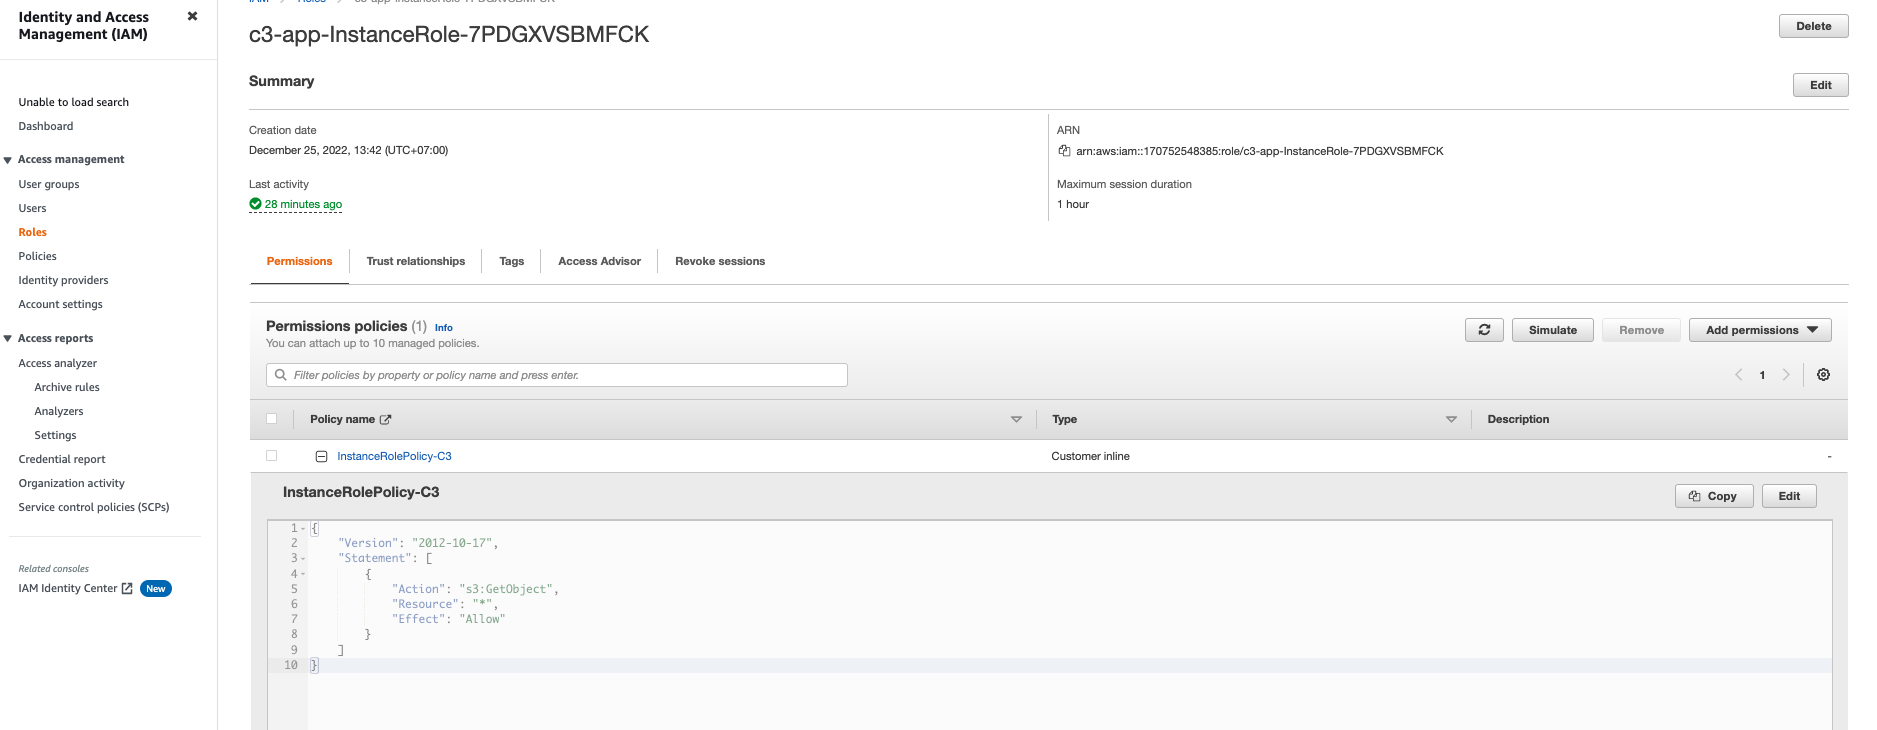 Identity and Access
Management (IAM)
Unable to load search
Dashboard
Access management
User groups
Users
Roles
Policies
Identity providers
Account settings
Access reports
Access analyzer
Archive rules
Analyzers
Settings
Credential report
Organization activity
Service control policies (SCPs)
Related consoles
IAM Identity Center New
IAM Roles c3-app-InstanceRole-7PDGXVSBMFCK
c3-app-InstanceRole-7PDGXVSBMFCK
Delete
Summary
Edit
Creation date
December 25, 2022, 13:42 (UTC+07:00)
ARN
arn:aws:iam::170752548385:role/c3-app-InstanceRole-7PDGXVSBMFCK
Last activity
28 minutes ago
Maximum session duration
1 hour
Permissions Trust relationships Tags Access Advisor Revoke sessions
Permissions policies (1) Info
You can attach up to 10 managed policies.
Simulate Remove Add permissions
Filter policies by property or policy name and press enter.
1
Policy name Type Description
InstanceRolePolicy-C3 Customer inline -
InstanceRolePolicy-C3
Copy Edit
1 {
2 "Version": "2012-10-17",
3 "Statement": [
4 {
5 "Action": "s3:GetObject",
6 "Resource": "*",
7 "Effect": "Allow"
8 }
9 ]
10 }